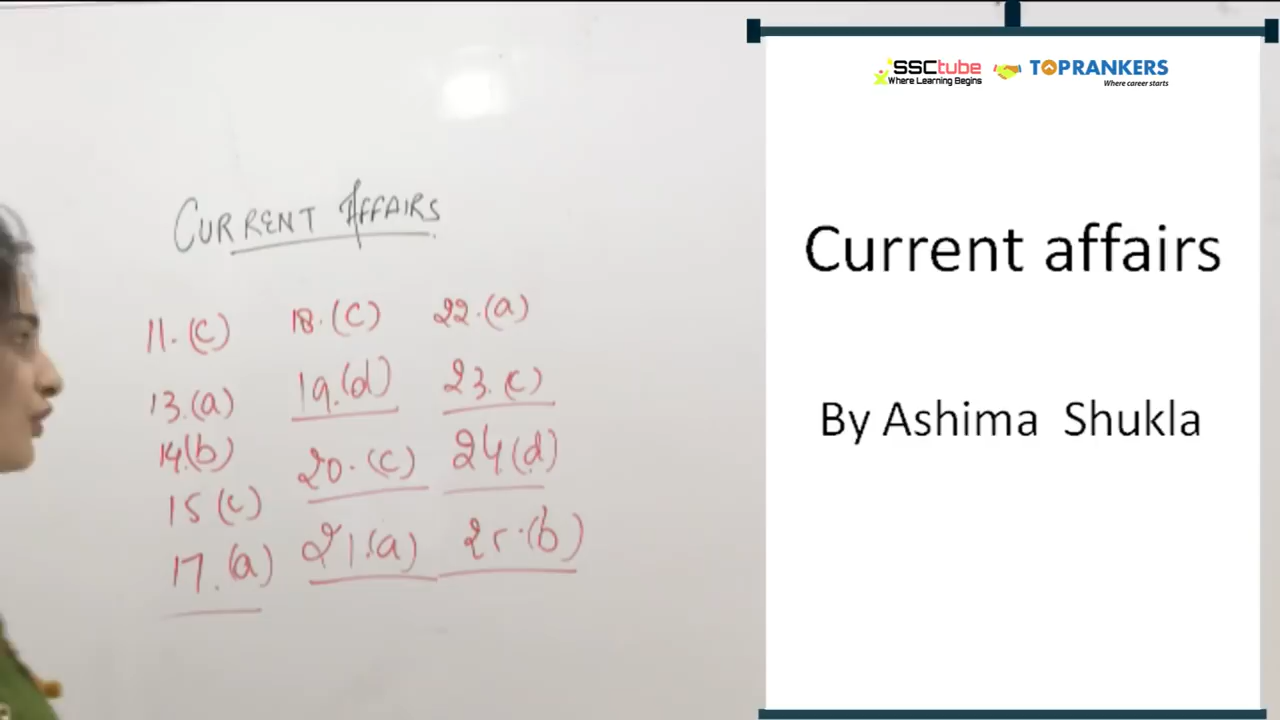 CURRENT AFFAIRS
11. (c) 18. (c) 22. (a)
13. (a) 19. (d) 23. (c)
14. (b) 20. (c) 24 (d)
15 (c) 21. (a) 25. (b)
17. (a)
SSCtube TOPRANKERS
Where Learning Begins Where career starts
Current affairs
By Ashima Shukla